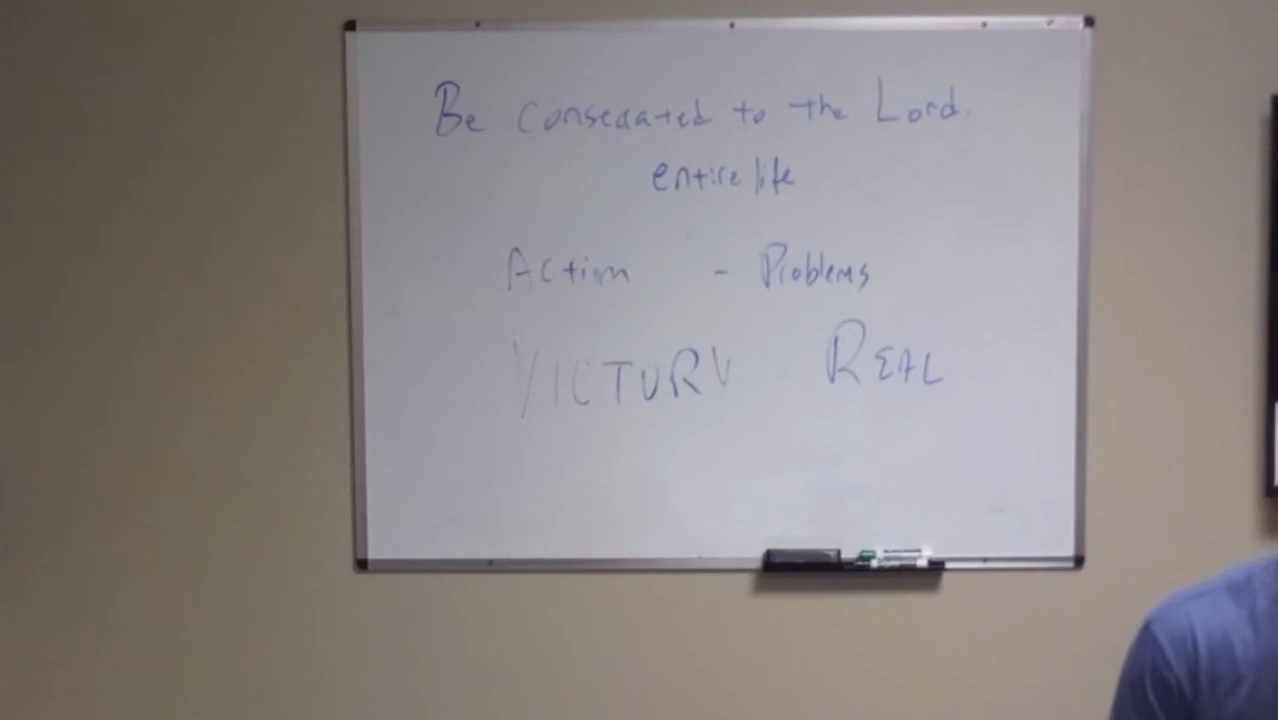 Be consecrated to the Lord.
entire life
Action - Problems
VICTORY REAL